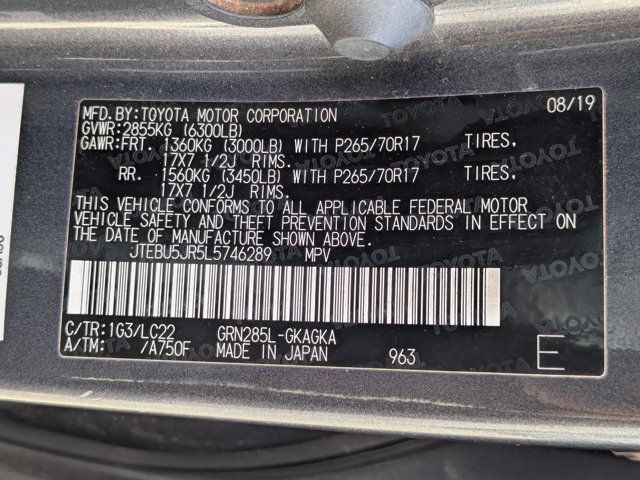 MFD. BY: TOYOTA MOTOR CORPORATION 08/19
GVWR: 2855KG (6300LB)
GAWR: FRT. 1360KG (3000LB) WITH P265/70R17 TIRES.
17X7 1/2J RIMS.
RR. 1560KG (3450LB) WITH P265/70R17 TIRES.
17X7 1/2J RIMS.
THIS VEHICLE CONFORMS TO ALL APPLICABLE FEDERAL MOTOR
VEHICLE SAFETY AND THEFT PREVENTION STANDARDS IN EFFECT ON
THE DATE OF MANUFACTURE SHOWN ABOVE.
JTEBU5JR5L5746289 MPV
C/TR: 1G3/LC22 GRN285L-GKAGKA
A/TM: /A750F MADE IN JAPAN 963 E